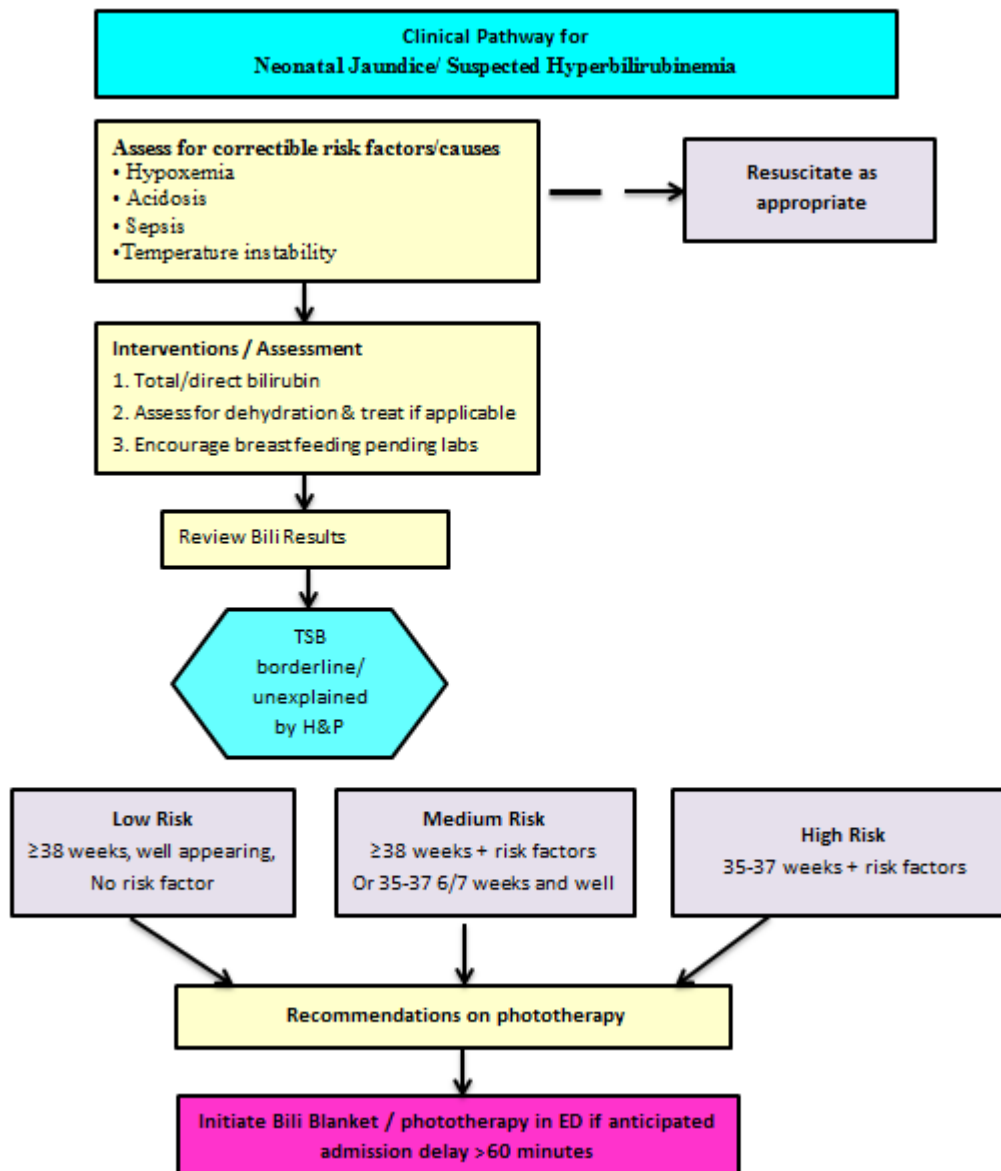 Clinical Pathway for
Neonatal Jaundice/ Suspected Hyperbilirubinemia
Assess for correctible risk factors/causes
• Hypoxemia
• Acidosis
• Sepsis
•Temperature instability
Resuscitate as
appropriate
Interventions / Assessment
1. Total/direct bilirubin
2. Assess for dehydration & treat if applicable
3. Encourage breastfeeding pending labs
Review Bili Results
TSB
borderline/
unexplained
by H&P
Low Risk
≥38 weeks, well appearing,
No risk factor
Medium Risk
≥38 weeks + risk factors
Or 35-37 6/7 weeks and well
High Risk
35-37 weeks + risk factors
Recommendations on phototherapy
Initiate Bili Blanket / phototherapy in ED if anticipated
admission delay >60 minutes